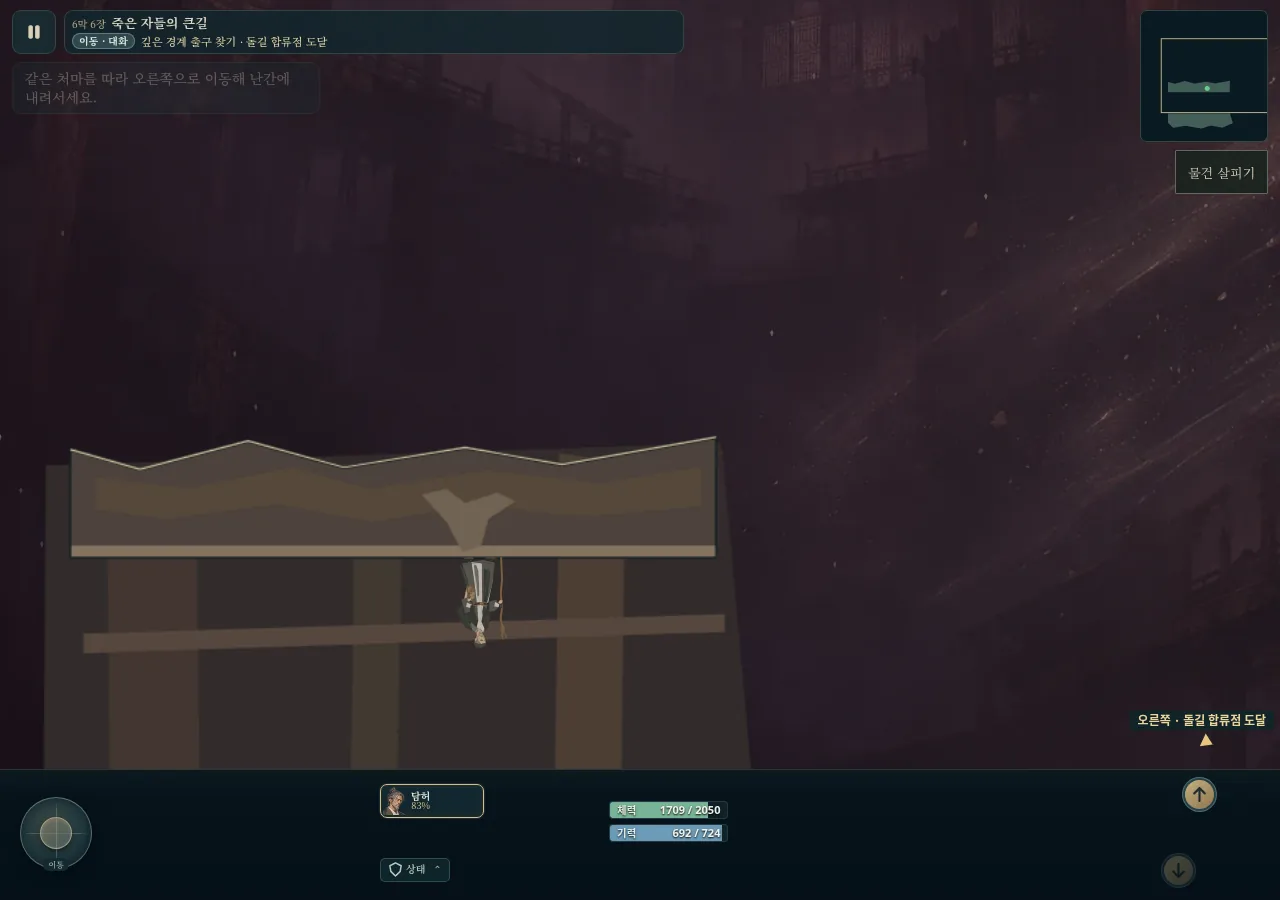 6막 6장 죽은 자들의 큰길
이동 · 대화 깊은 경계 출구 찾기 · 돌길 합류점 도달
같은 처마를 따라 오른쪽으로 이동해 난간에
내려서세요.
물건 살피기
오른쪽 · 돌길 합류점 도달
담허
83%
체력 1709 / 2050
기력 692 / 724
이동
상태